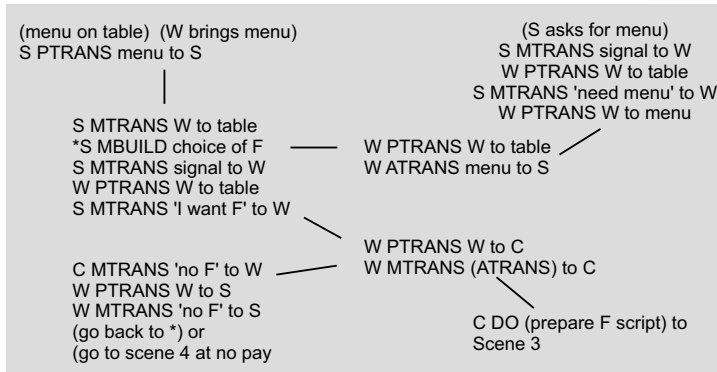 (menu on table) (W brings menu)
S PTRANS menu to S
(S asks for menu)
S MTRANS signal to W
W PTRANS W to table
S MTRANS 'need menu' to W
W PTRANS W to menu
S MTRANS W to table
*S MBUILD choice of F
S MTRANS signal to W
W PTRANS W to table
S MTRANS 'I want F' to W
W PTRANS W to table
W ATRANS menu to S
W PTRANS W to C
W MTRANS (ATRANS) to C
C MTRANS 'no F' to W
W PTRANS W to S
W MTRANS 'no F' to S
(go back to *) or
(go to scene 4 at no pay
C DO (prepare F script) to
Scene 3